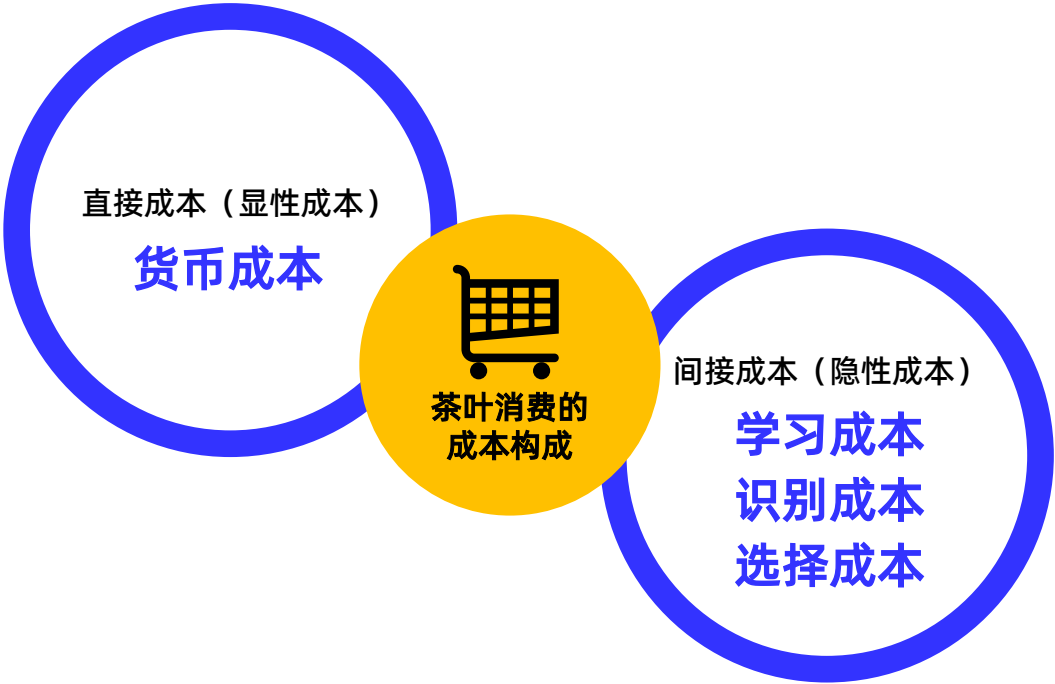 直接成本（显性成本）
货币成本
茶叶消费的
成本构成
间接成本（隐性成本）
学习成本
识别成本
选择成本